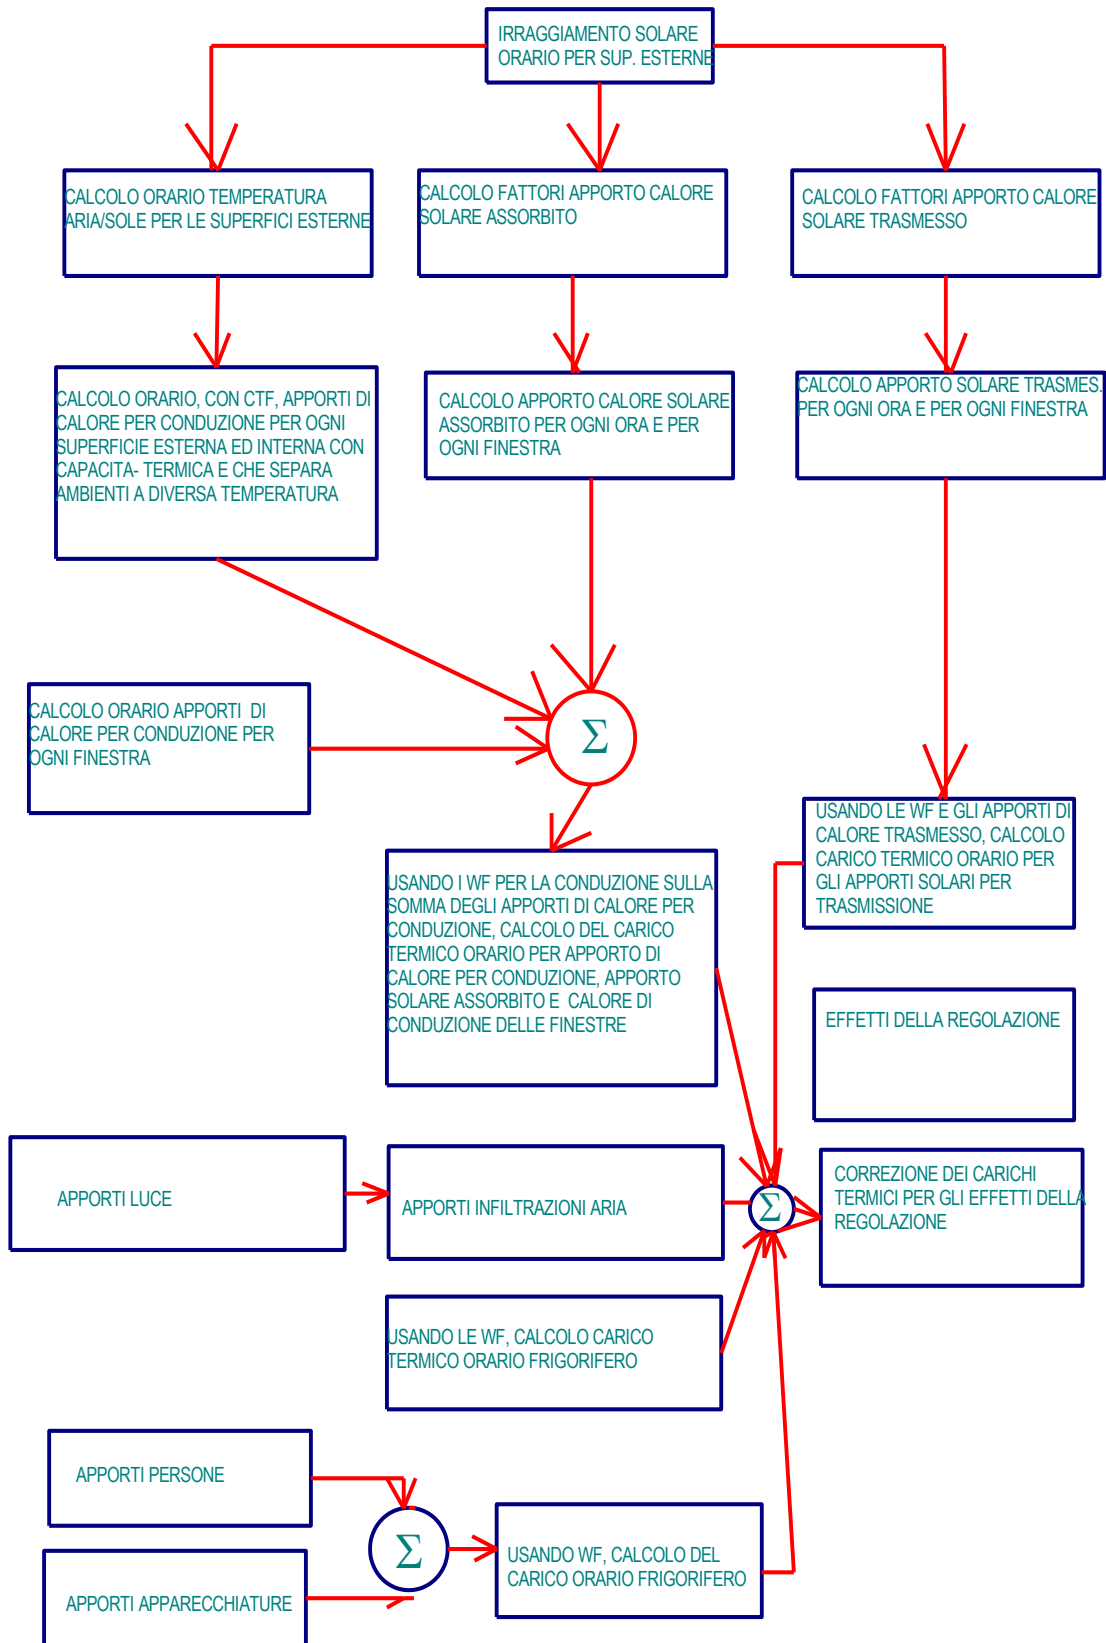 IRRAGGIAMENTO SOLARE
ORARIO PER SUP. ESTERNE
CALCOLO ORARIO TEMPERATURA
ARIA/SOLE PER LE SUPERFICI ESTERNE
CALCOLO FATTORI APPORTO CALORE
SOLARE ASSORBITO
CALCOLO FATTORI APPORTO CALORE
SOLARE TRASMESSO
CALCOLO ORARIO, CON CTF, APPORTI DI
CALORE PER CONDUZIONE PER OGNI
SUPERFICIE ESTERNA ED INTERNA CON
CAPACITA- TERMICA E CHE SEPARA
AMBIENTI A DIVERSA TEMPERATURA
CALCOLO APPORTO CALORE SOLARE
ASSORBITO PER OGNI ORA E PER
OGNI FINESTRA
CALCOLO APPORTO SOLARE TRASMES.
PER OGNI ORA E PER OGNI FINESTRA
CALCOLO ORARIO APPORTI DI
CALORE PER CONDUZIONE PER
OGNI FINESTRA
Σ
USANDO LE WF E GLI APPORTI DI
CALORE TRASMESSO, CALCOLO
CARICO TERMICO ORARIO PER
GLI APPORTI SOLARI PER
TRASMISSIONE
USANDO I WF PER LA CONDUZIONE SULLA
SOMMA DEGLI APPORTI DI CALORE PER
CONDUZIONE, CALCOLO DEL CARICO
TERMICO ORARIO PER APPORTO DI
CALORE PER CONDUZIONE, APPORTO
SOLARE ASSORBITO E CALORE DI
CONDUZIONE DELLE FINESTRE
EFFETTI DELLA REGOLAZIONE
APPORTI LUCE
APPORTI INFILTRAZIONI ARIA
Σ
CORREZIONE DEI CARICHI
TERMICI PER GLI EFFETTI DELLA
REGOLAZIONE
USANDO LE WF, CALCOLO CARICO
TERMICO ORARIO FRIGORIFERO
APPORTI PERSONE
Σ
USANDO WF, CALCOLO DEL
CARICO ORARIO FRIGORIFERO
APPORTI APPARECCHIATURE